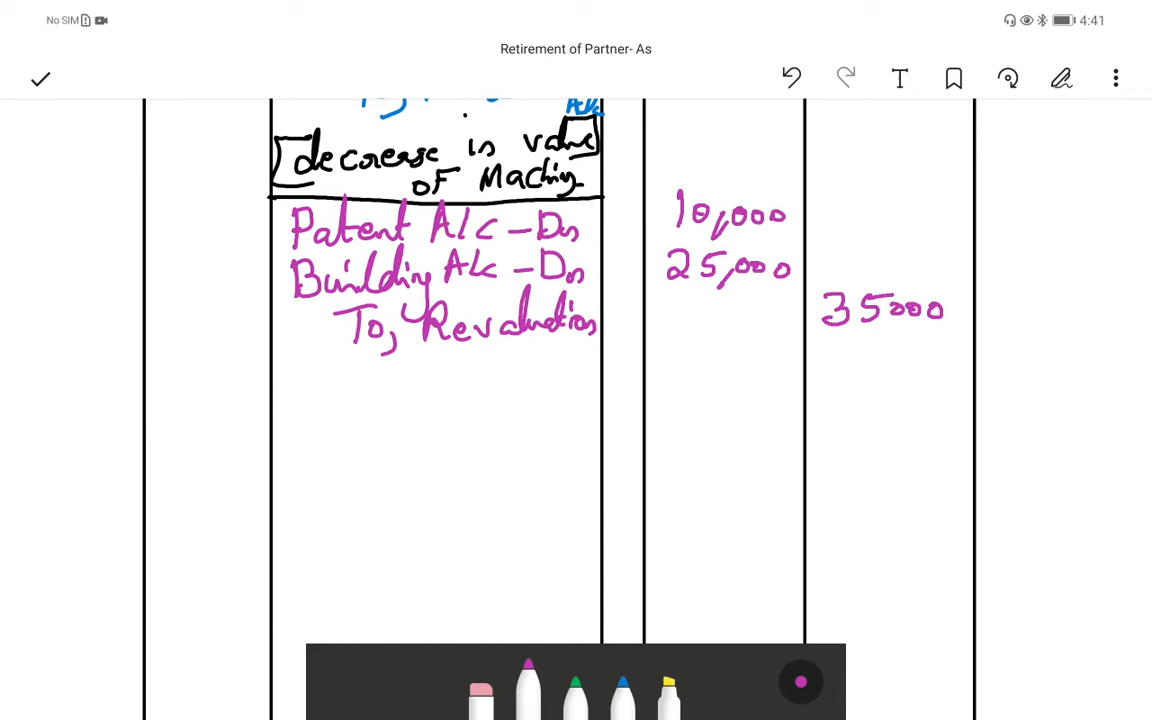 No SIM
4:41
Retirement of Partner- As
[decrease in value
of Machiny
Patent A/c - Dr
10,000
Building A/c - Dr
25,000
To, Revaluation
35000